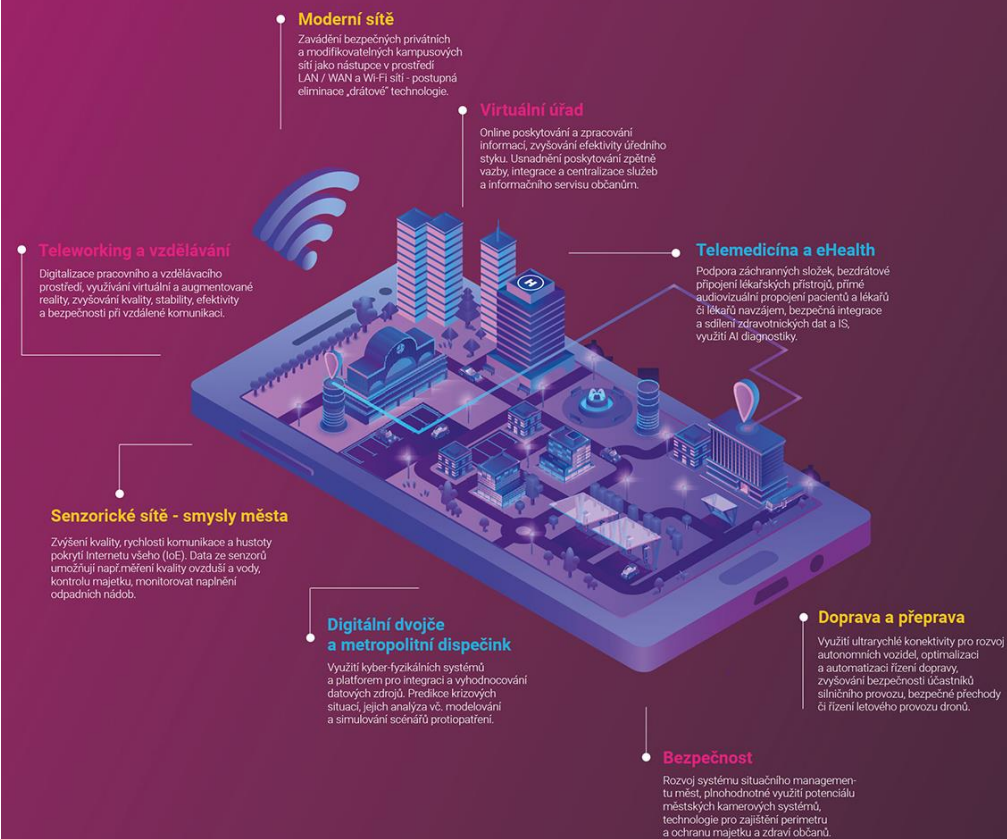 Moderní sítě
Zavádění bezpečných privátních
a modifikovatelných kampusových
sítí jako nástupce v prostředí
LAN / WAN a Wi-Fi sítí - postupná
eliminace „drátové“ technologie.
Virtuální úřad
Online poskytování a zpracování
informací, zvyšování efektivity úředního
styku. Usnadnění poskytování zpětné
vazby, integrace a centralizace služeb
a informačního servisu občanům.
Teleworking a vzdělávání
Digitalizace pracovního a vzdělávacího
prostředí, využívání virtuální a augmentované
reality, zvyšování kvality, stability, efektivity
a bezpečnosti při vzdálené komunikaci.
Telemedicína a eHealth
Podpora záchranných složek, bezdrátové
připojení lékařských přístrojů, přímé
audiovizuální propojení pacientů a lékařů
či lékařů navzájem, bezpečná integrace
a sdílení zdravotnických dat a IS,
využití AI diagnostiky.
H
Senzorické sítě - smysly města
Zvýšení kvality, rychlosti komunikace a hustoty
pokrytí Internetu všeho (IoE). Data ze senzorů
umožňují např.měření kvality ovzduší a vody,
kontrolu majetku, monitorovat naplnění
odpadních nádob.
Digitální dvojče
a metropolitní dispečink
Využití kyber-fyzikálních systémů
a platforem pro integraci a vyhodnocování
datových zdrojů. Predikce krizových
situací, jejich analýza vč. modelování
a simulování scénářů protiopatření.
Doprava a přeprava
Využití ultrarychlé konektivity pro rozvoj
autonomních vozidel, optimalizaci
a automatizaci řízení dopravy,
zvyšování bezpečnosti účastníků
silničního provozu, bezpečné přechody
či řízení letového provozu dronů.
Bezpečnost
Rozvoj systému situačního managemen-
tu měst, plnohodnotné využití potenciálu
městských kamerových systémů,
technologie pro zajištění perimetru
a ochranu majetku a zdraví občanů.